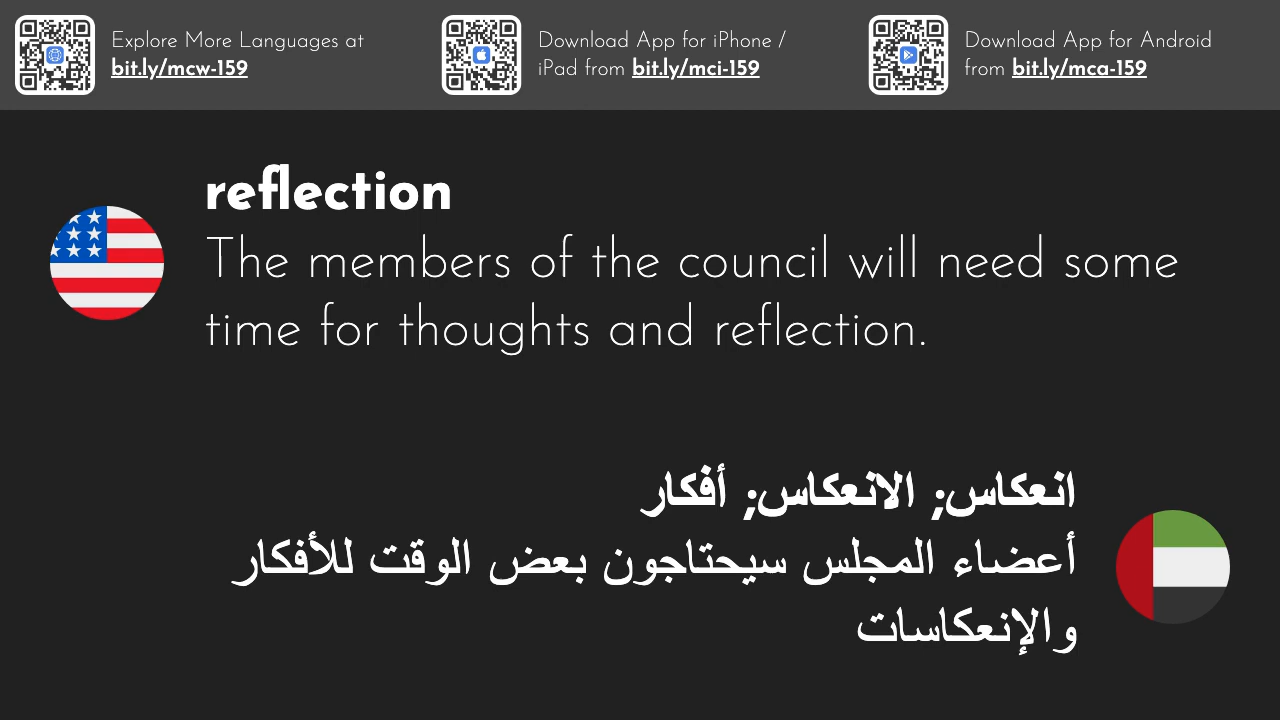 Explore More Languages at
bit.ly/mcw-159
Download App for iPhone /
iPad from bit.ly/mci-159
Download App for Android
from bit.ly/mca-159
reflection
The members of the council will need some
time for thoughts and reflection.
انعكاس; الانعكاس; أفكار
أعضاء المجلس سيحتاجون بعض الوقت للأفكار
والإنعكاسات